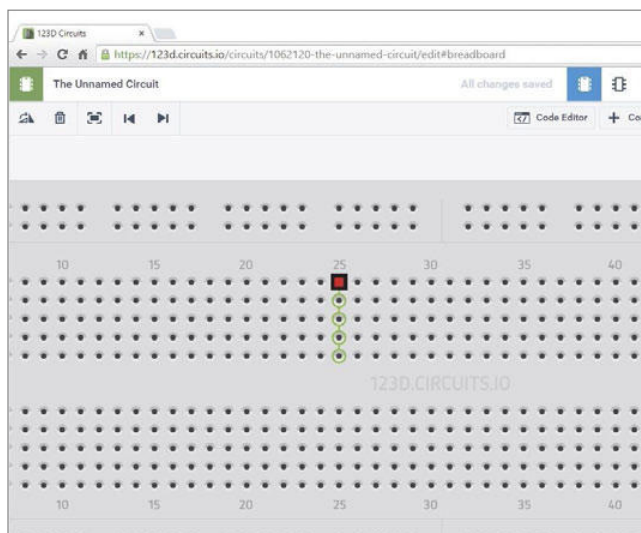 123D Circuits
https://123d.circuits.io/circuits/1062120-the-unnamed-circuit/edit#breadboard
The Unnamed Circuit All changes saved
Code Editor + Co
10 15 20 25 30 35 40
123D.CIRCUITS.IO
10 15 20 25 30 35 40